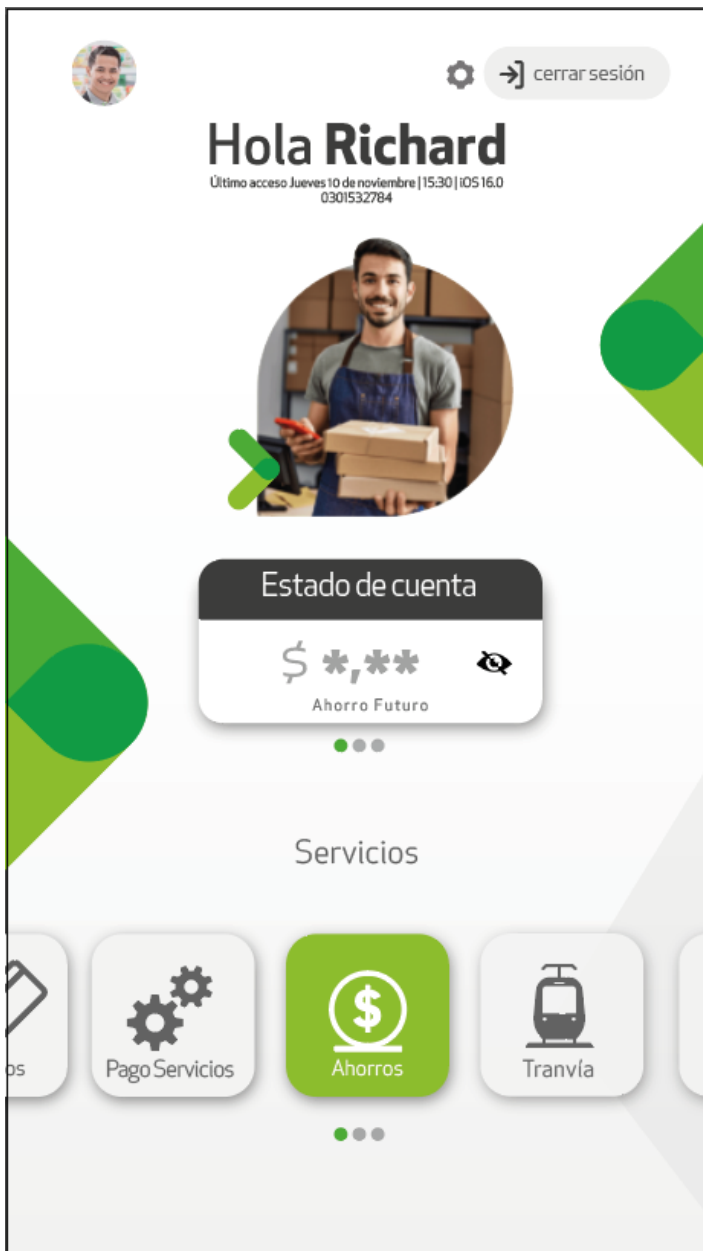 cerrar sesión
Hola Richard
Último acceso Jueves 10 de noviembre | 15:30 | iOS 16.0
0301532784
Estado de cuenta
$ *,**
Ahorro Futuro
Servicios
os
Pago Servicios
Ahorros
Tranvía